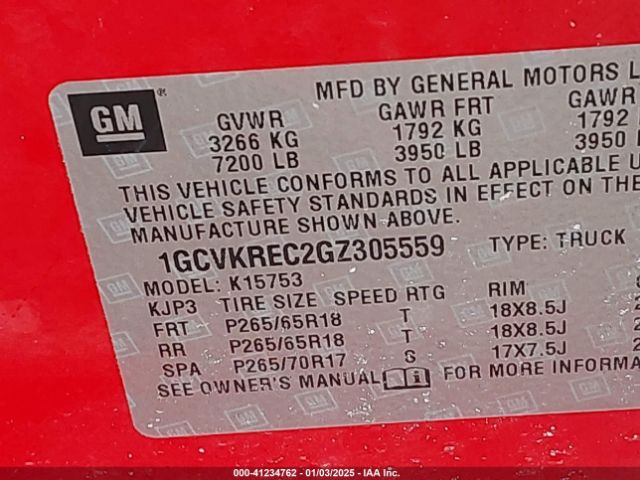 GM ®
MFD BY GENERAL MOTORS L
GVWR GAWR FRT GAWR
3266 KG 1792 KG 1792
7200 LB 3950 LB 3950
THIS VEHICLE CONFORMS TO ALL APPLICABLE U
VEHICLE SAFETY STANDARDS IN EFFECT ON THE
MANUFACTURE SHOWN ABOVE.
1GCVKREC2GZ305559 TYPE: TRUCK
MODEL: K15753
KJP3 TIRE SIZE SPEED RTG RIM
FRT P265/65R18 T 18X8.5J
RR P265/65R18 T 18X8.5J
SPA P265/70R17 S 17X7.5J
SEE OWNER'S MANUAL i FOR MORE INFORMA
000-41234762 - 01/03/2025 - IAA Inc.